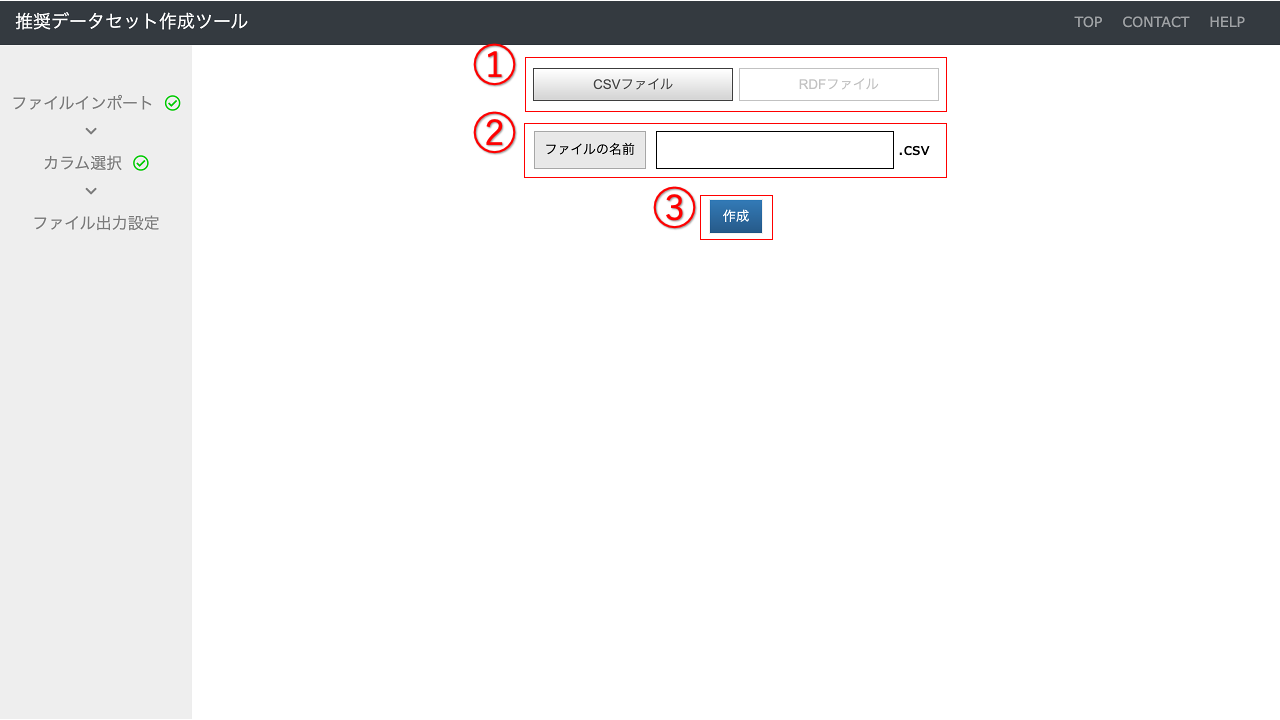 推奨データセット作成ツール TOP CONTACT HELP
ファイルインポート
カラム選択
ファイル出力設定
① CSVファイル RDFファイル
② ファイルの名前 .csv
③ 作成